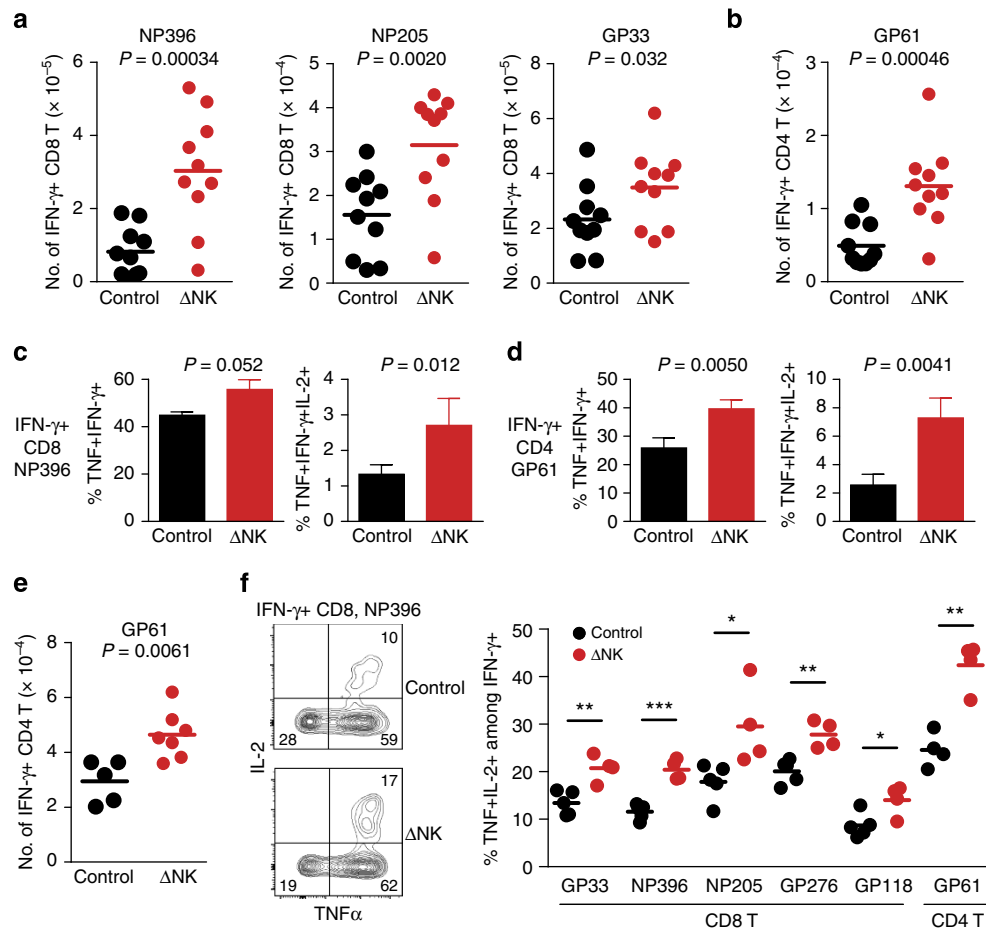 a
NP396
P = 0.00034
No. of IFN-γ+ CD8 T (× 10⁻⁵)
6
4
2
0
Control
ΔNK
NP205
P = 0.0020
No. of IFN-γ+ CD8 T (× 10⁻⁴)
5
4
3
2
1
0
Control
ΔNK
GP33
P = 0.032
No. of IFN-γ+ CD8 T (× 10⁻⁵)
8
6
4
2
0
Control
ΔNK
b
GP61
P = 0.00046
No. of IFN-γ+ CD4 T (× 10⁻⁴)
3
2
1
0
Control
ΔNK
c
IFN-γ+
CD8
NP396
P = 0.052
% TNF+IFN-γ+
60
40
60
0
Control
ΔNK
P = 0.012
% TNF+IFN-γ+IL-2+
4
3
2
1
0
Control
ΔNK
d
IFN-γ+
CD4
GP61
P = 0.0050
% TNF+IFN-γ+
50
40
36
26
10
0
Control
ΔNK
P = 0.0041
% TNF+IFN-γ+IL-2+
10
8
6
4
2
0
Control
ΔNK
e
GP61
P = 0.0061
No. of IFN-γ+ CD4 T (× 10⁻⁴)
8
6
4
2
0
Control
ΔNK
f
IFN-γ+ CD8, NP396
10
28
59
Control
17
19
62
ΔNK
IL-2
TNFα
% TNF+IL-2+ among IFN-γ+
50
40
30
20
10
0
Control
ΔNK
**
***
*
**
*
**
GP33
NP396
NP205
GP276
GP118
GP61
CD8 T
CD4 T